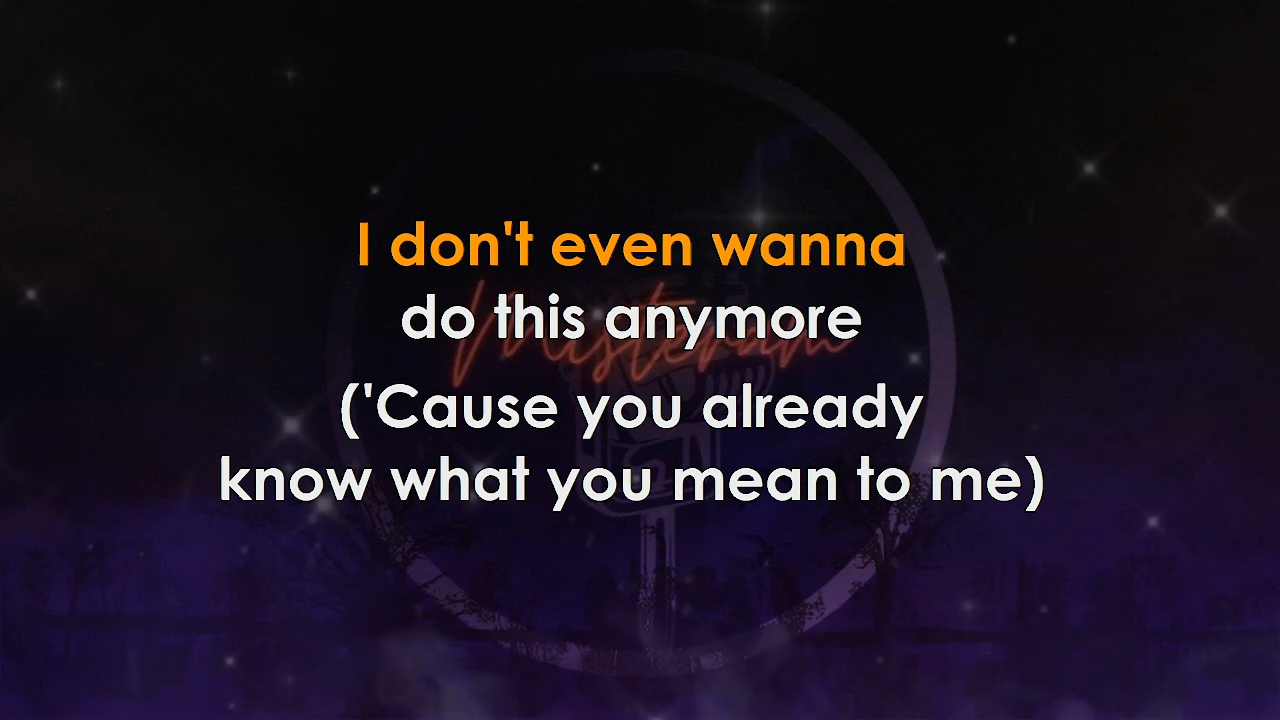 I don't even wanna
do this anymore
('Cause you already
know what you mean to me)